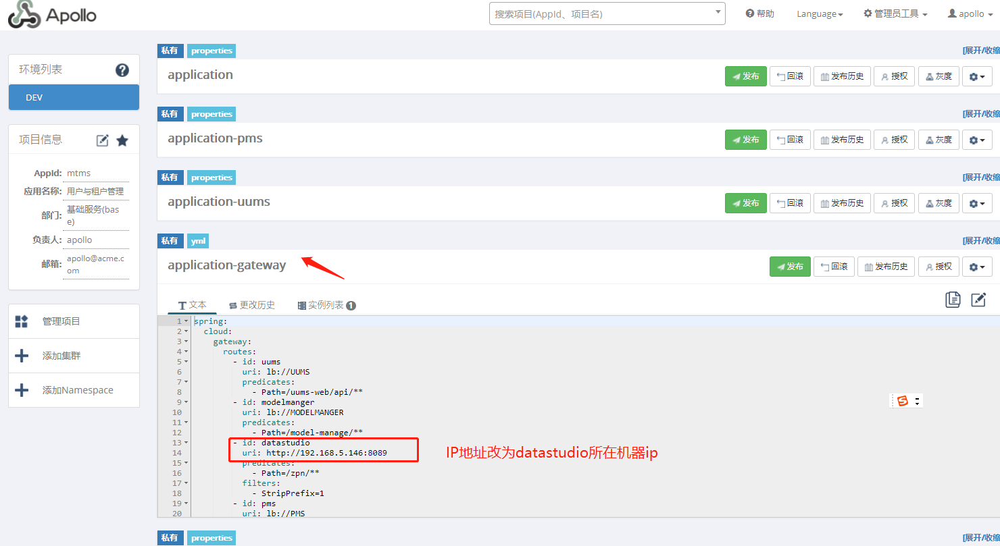 Apollo
搜索项目(AppId、项目名)
帮助
Language
管理员工具
apollo
环境列表
DEV
项目信息
AppId: mtms
应用名称: 用户与租户管理
部门: 基础服务(bas
e)
负责人: apollo
邮箱: apollo@acme.c
om
管理项目
添加集群
添加Namespace
私有 properties [展开/收缩
application 发布 回滚 发布历史 授权 灰度
私有 properties [展开/收缩
application-pms 发布 回滚 发布历史 授权 灰度
私有 properties [展开/收缩
application-uums 发布 回滚 发布历史 授权 灰度
私有 yml [展开/收缩
application-gateway 发布 回滚 发布历史 授权
文本 更改历史 实例列表 1
1 spring:
2 cloud:
3 gateway:
4 routes:
5 - id: uums
6 uri: lb://UUMS
7 predicates:
8 - Path=/uums-web/api/**
9 - id: modelmanger
10 uri: lb://MODELMANGER
11 predicates:
12 - Path=/model-manage/**
13 - id: datastudio
14 uri: http://192.168.5.146:8089
IP地址改为datastudio所在机器ip
15 predicates:
16 - Path=/zpn/**
17 filters:
18 - StripPrefix=1
19 - id: pms
20 uri: lb://PMS
私有 properties [展开/收缩